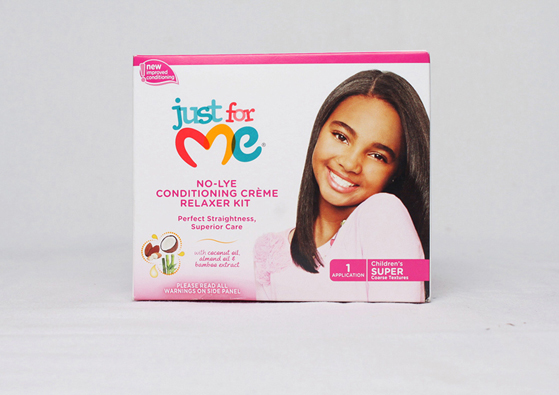 new
improved
conditioning
just for
me®
NO-LYE
CONDITIONING CRÈME
RELAXER KIT
Perfect Straightness,
Superior Care
with coconut oil,
almond oil &
bamboo extract
PLEASE READ ALL
WARNINGS ON SIDE PANEL
1
APPLICATION
Children's
SUPER
Coarse Textures